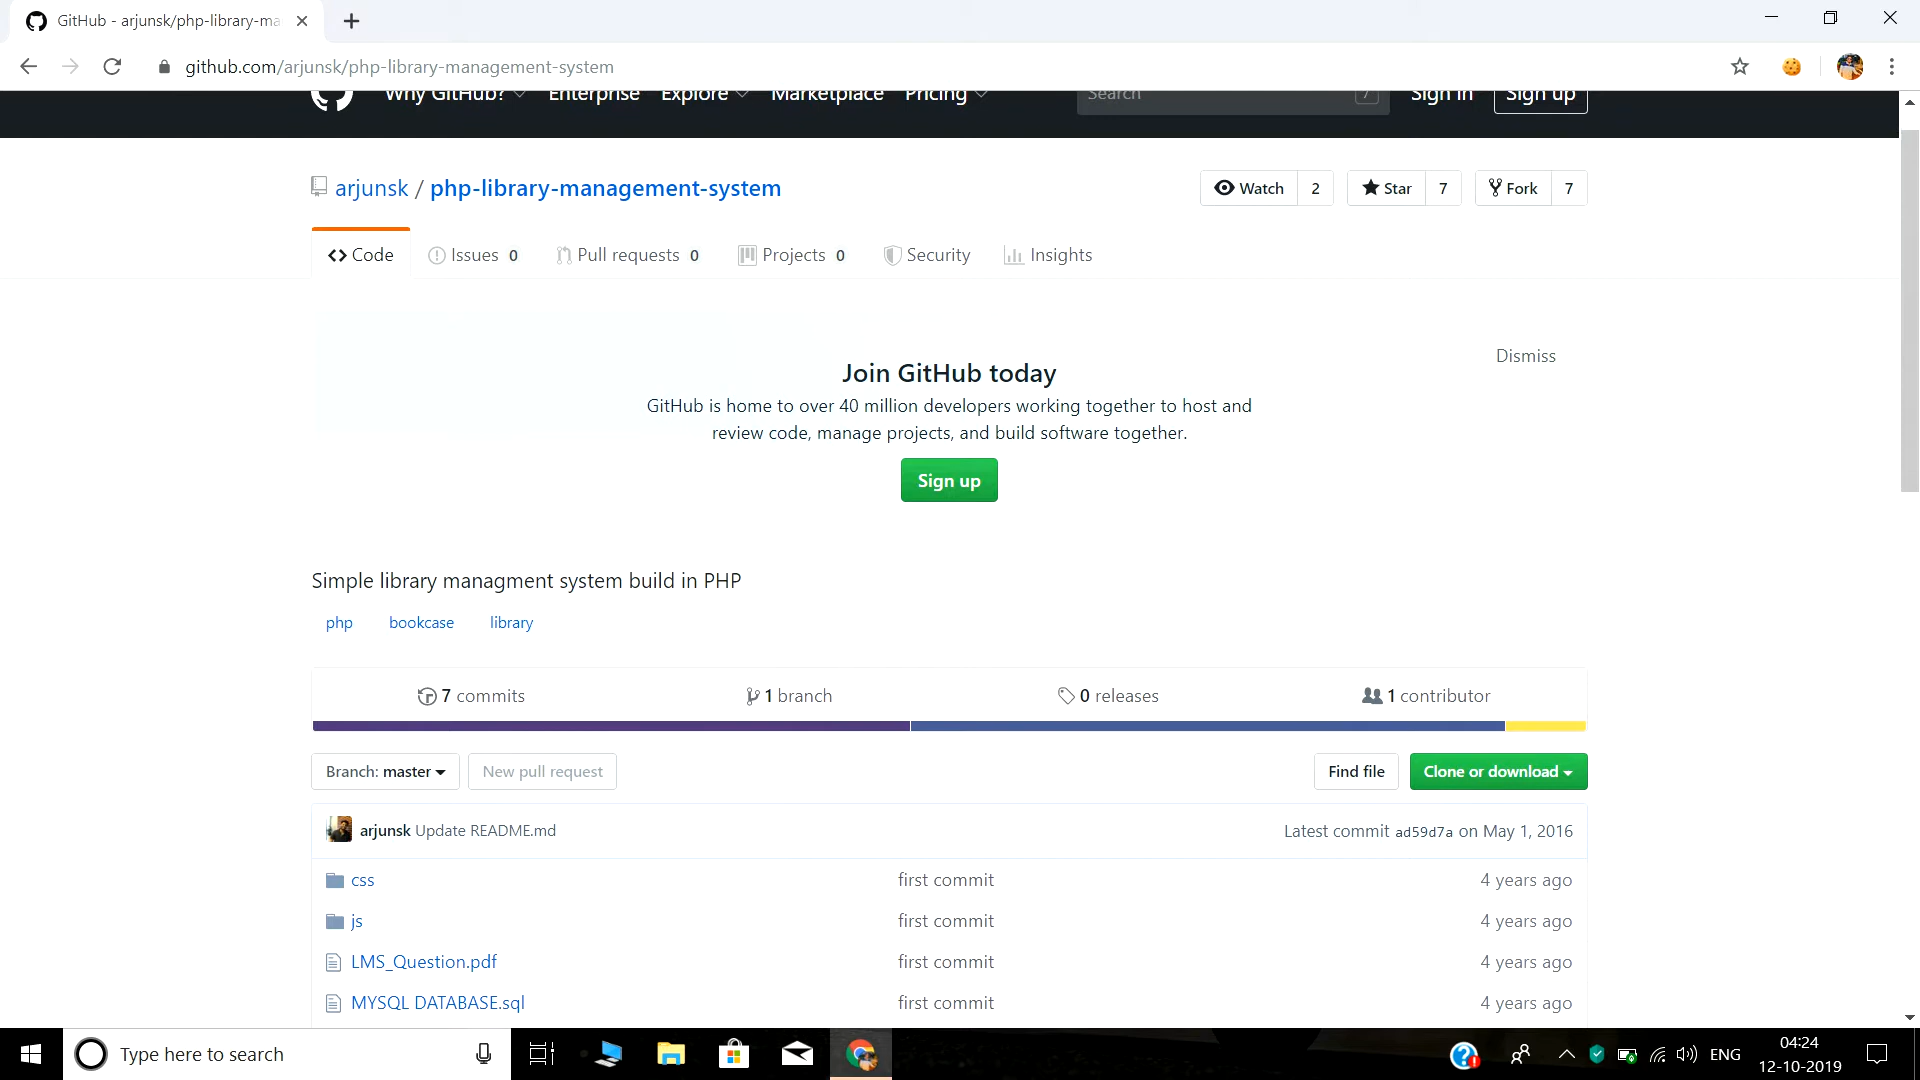 GitHub - arjunsk/php-library-ma
github.com/arjunsk/php-library-management-system
Why GitHub? Enterprise Explore Marketplace Pricing Search / Sign in Sign up
arjunsk / php-library-management-system
Watch 2 Star 7 Fork 7
Code Issues 0 Pull requests 0 Projects 0 Security Insights
Dismiss
Join GitHub today
GitHub is home to over 40 million developers working together to host and
review code, manage projects, and build software together.
Sign up
Simple library managment system build in PHP
php bookcase library
7 commits 1 branch 0 releases 1 contributor
Branch: master New pull request Find file Clone or download
arjunsk Update README.md Latest commit ad59d7a on May 1, 2016
css first commit 4 years ago
js first commit 4 years ago
LMS_Question.pdf first commit 4 years ago
MYSQL DATABASE.sql first commit 4 years ago
Type here to search
ENG
04:24
12-10-2019